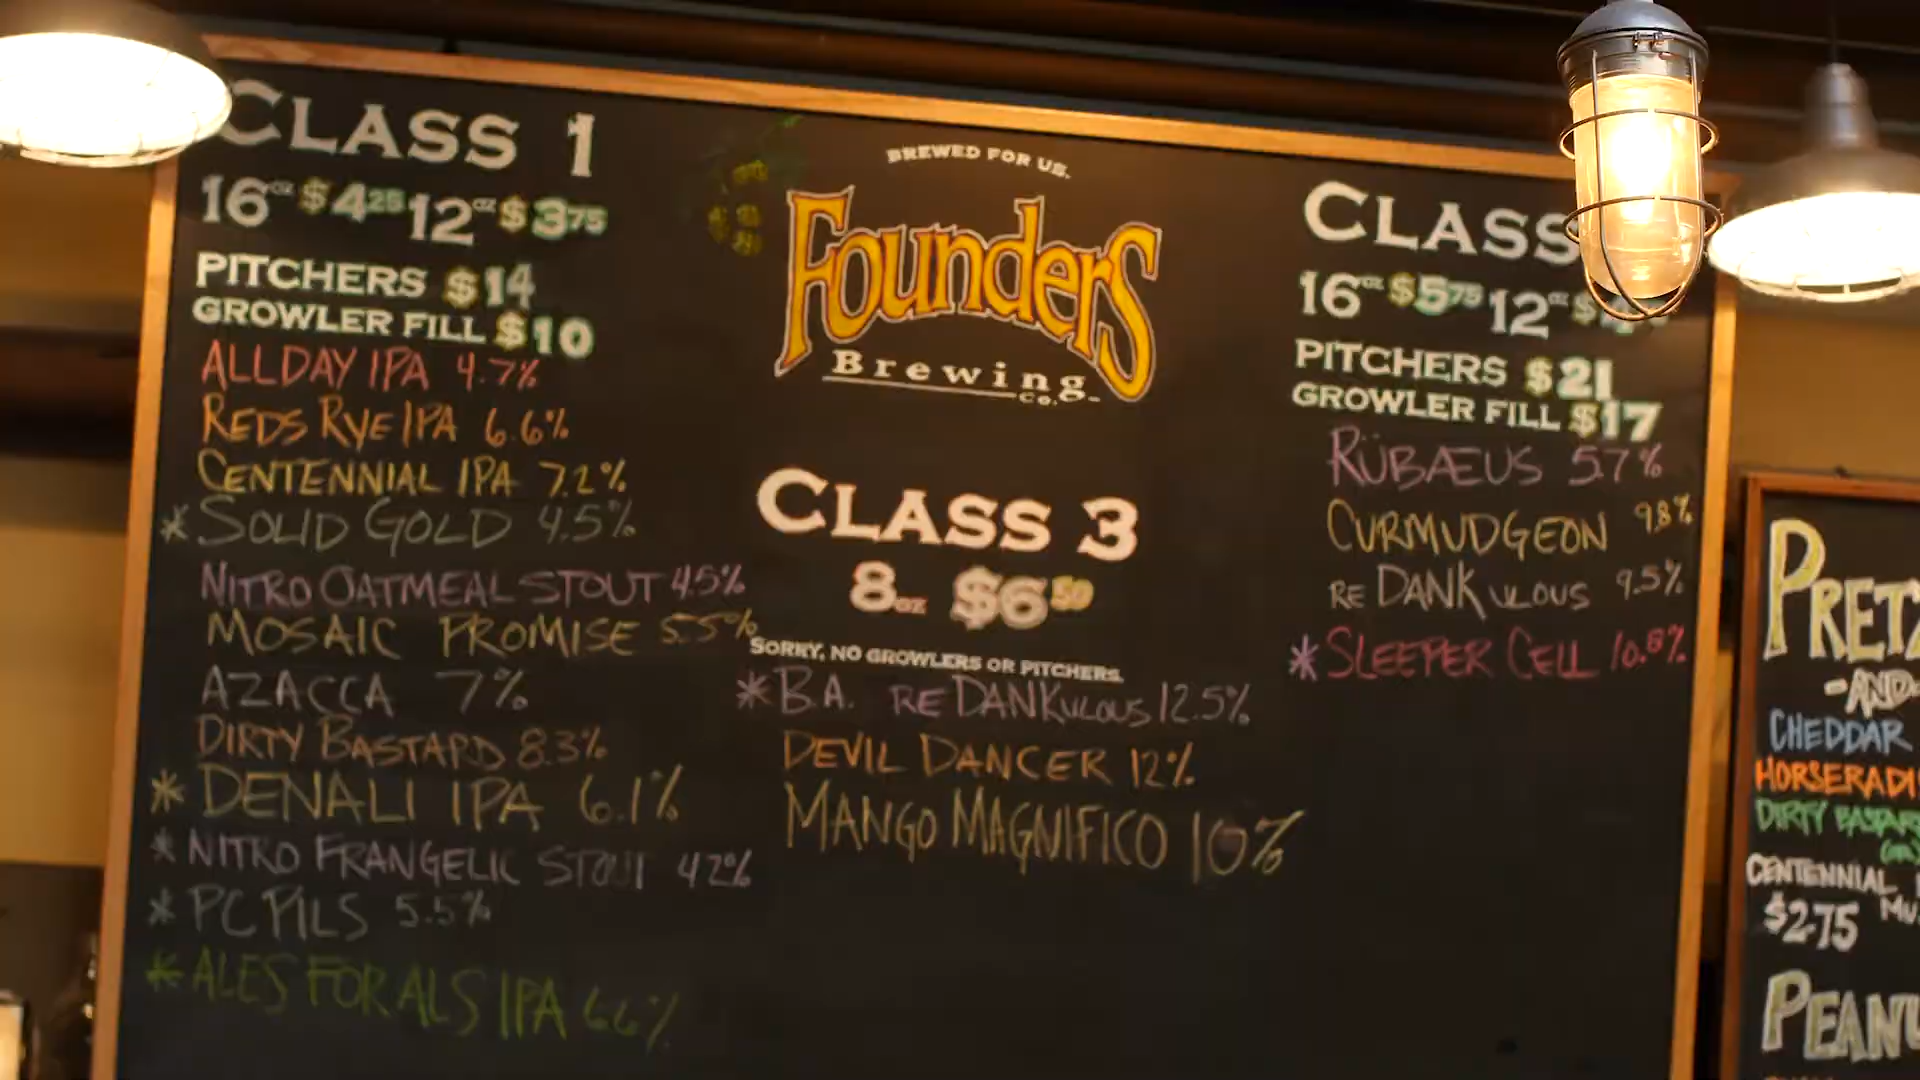 CLASS 1
16oz $4.25 12oz $3.75
PITCHERS $14
GROWLER FILL $10
ALLDAY IPA 4.7%
REDS RYE IPA 6.6%
CENTENNIAL IPA 7.2%
* SOLID GOLD 4.5%
NITRO OATMEAL STOUT 4.5%
MOSAIC PROMISE 5.5%
AZACCA 7%
DIRTY BASTARD 8.3%
* DENALI IPA 6.1%
* NITRO FRANGELIC STOUT 4.2%
* PC PILS 5.5%
* ALES FOR ALS IPA 6.6%
BREWED FOR US.
Founders
Brewing
Co.
CLASS 3
8oz $6.50
SORRY, NO GROWLERS OR PITCHERS.
* B.A. REDANKULOUS 12.5%
DEVIL DANCER 12%
MANGO MAGNIFICO 10%
CLASS
16oz $5.75 12oz $
PITCHERS $21
GROWLER FILL $17
RÜBÆUS 5.7%
CURMUDGEON 9.8%
REDANKULOUS 9.5%
* SLEEPER CELL 10.8%
PRETZ
-AND-
CHEDDAR
HORSERADI
DIRTY BASTAR
CENTENNIAL
$2.75 MU
PEANU